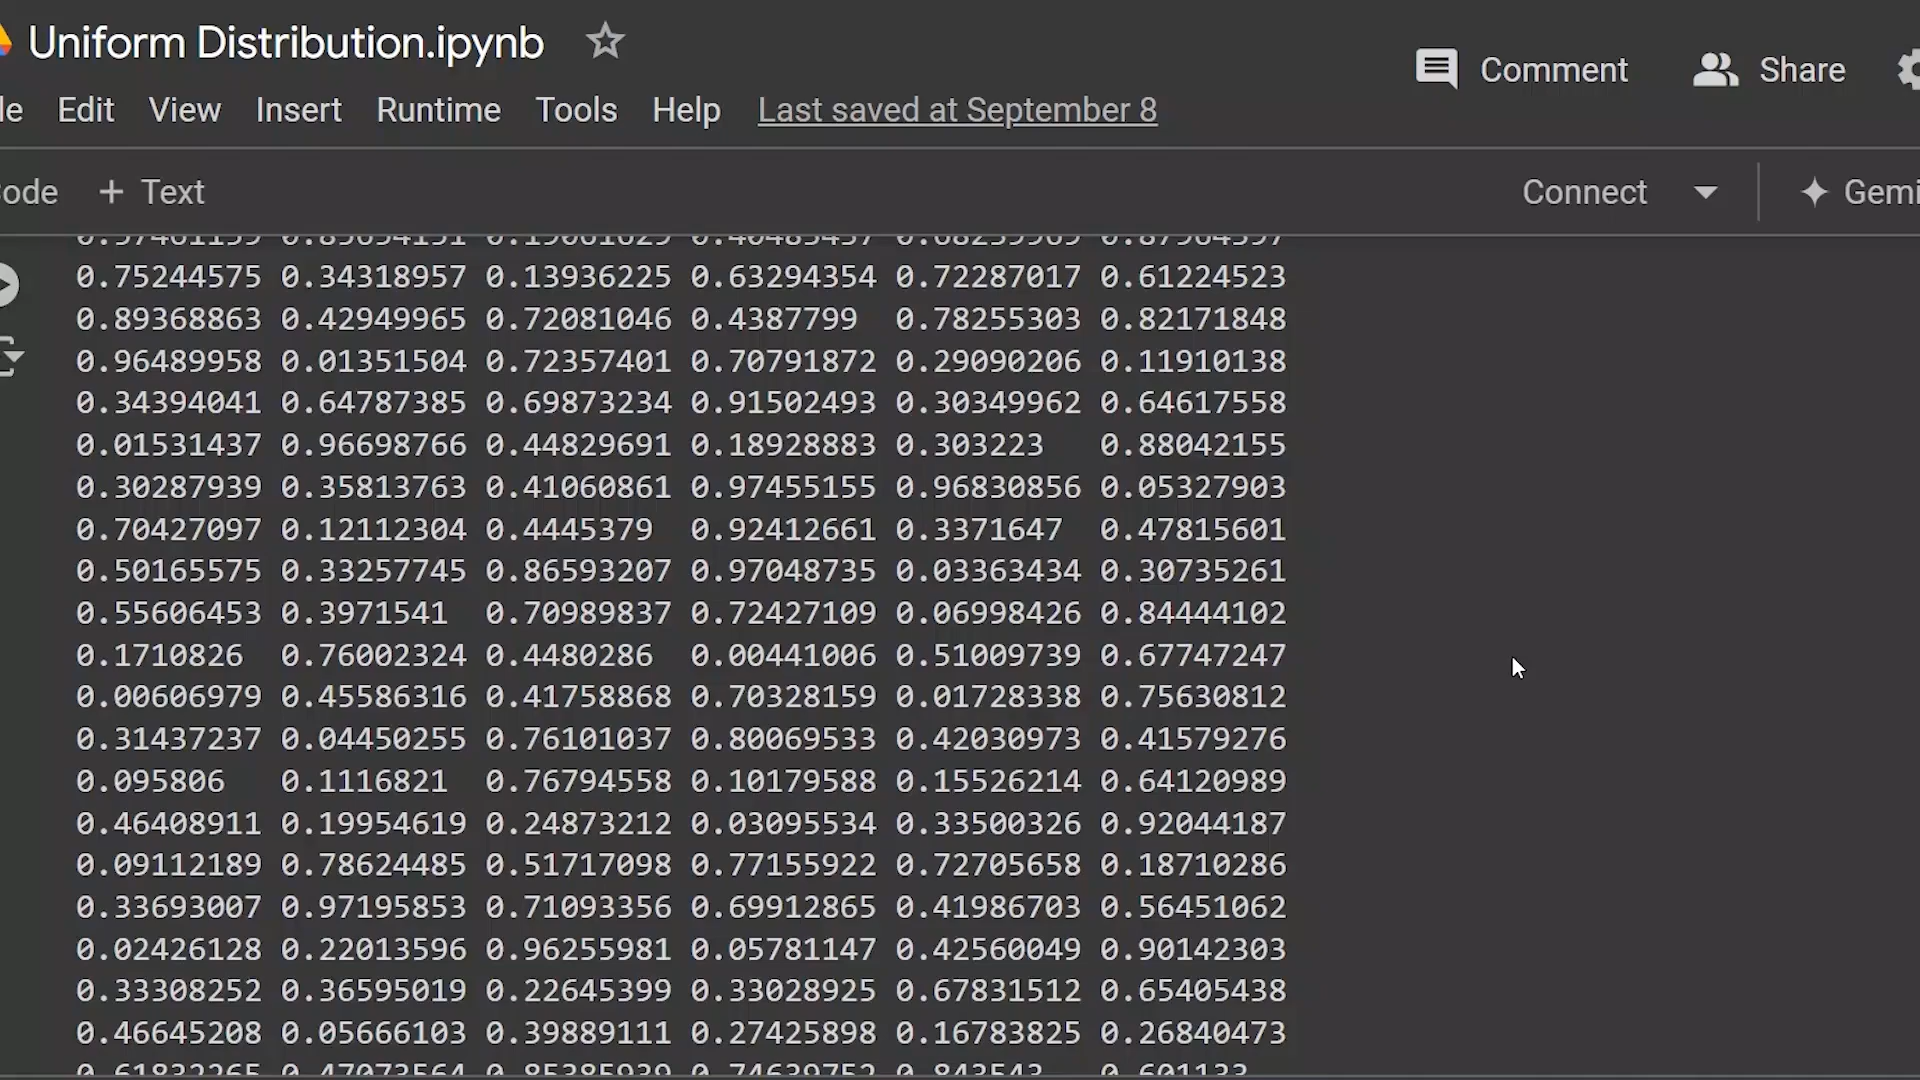 Uniform Distribution.ipynb
Comment Share
Edit View Insert Runtime Tools Help Last saved at September 8
+ Text Connect
0.75244575 0.34318957 0.13936225 0.63294354 0.72287017 0.61224523
0.89368863 0.42949965 0.72081046 0.4387799 0.78255303 0.82171848
0.96489958 0.01351504 0.72357401 0.70791872 0.29090206 0.11910138
0.34394041 0.64787385 0.69873234 0.91502493 0.30349962 0.64617558
0.01531437 0.96698766 0.44829691 0.18928883 0.303223 0.88042155
0.30287939 0.35813763 0.41060861 0.97455155 0.96830856 0.05327903
0.70427097 0.12112304 0.4445379 0.92412661 0.3371647 0.47815601
0.50165575 0.33257745 0.86593207 0.97048735 0.03363434 0.30735261
0.55606453 0.3971541 0.70989837 0.72427109 0.06998426 0.84444102
0.1710826 0.76002324 0.4480286 0.00441006 0.51009739 0.67747247
0.00606979 0.45586316 0.41758868 0.70328159 0.01728338 0.75630812
0.31437237 0.04450255 0.76101037 0.80069533 0.42030973 0.41579276
0.095806 0.1116821 0.76794558 0.10179588 0.15526214 0.64120989
0.46408911 0.19954619 0.24873212 0.03095534 0.33500326 0.92044187
0.09112189 0.78624485 0.51717098 0.77155922 0.72705658 0.18710286
0.33693007 0.97195853 0.71093356 0.69912865 0.41986703 0.56451062
0.02426128 0.22013596 0.96255981 0.05781147 0.42560049 0.90142303
0.33308252 0.36595019 0.22645399 0.33028925 0.67831512 0.65405438
0.46645208 0.05666103 0.39889111 0.27425898 0.16783825 0.26840473